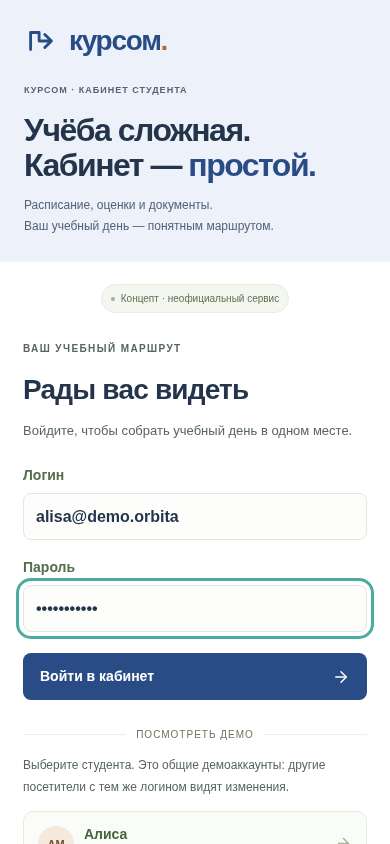 курсом.
КУРСОМ · КАБИНЕТ СТУДЕНТА
Учёба сложная.
Кабинет — простой.
Расписание, оценки и документы.
Ваш учебный день — понятным маршрутом.
Концепт · неофициальный сервис
ВАШ УЧЕБНЫЙ МАРШРУТ
Рады вас видеть
Войдите, чтобы собрать учебный день в одном месте.
Логин
alisa@demo.orbita
Пароль
•••••••••••
Войти в кабинет
ПОСМОТРЕТЬ ДЕМО
Выберите студента. Это общие демоаккаунты: другие
посетители с тем же логином видят изменения.
АМ
Алиса